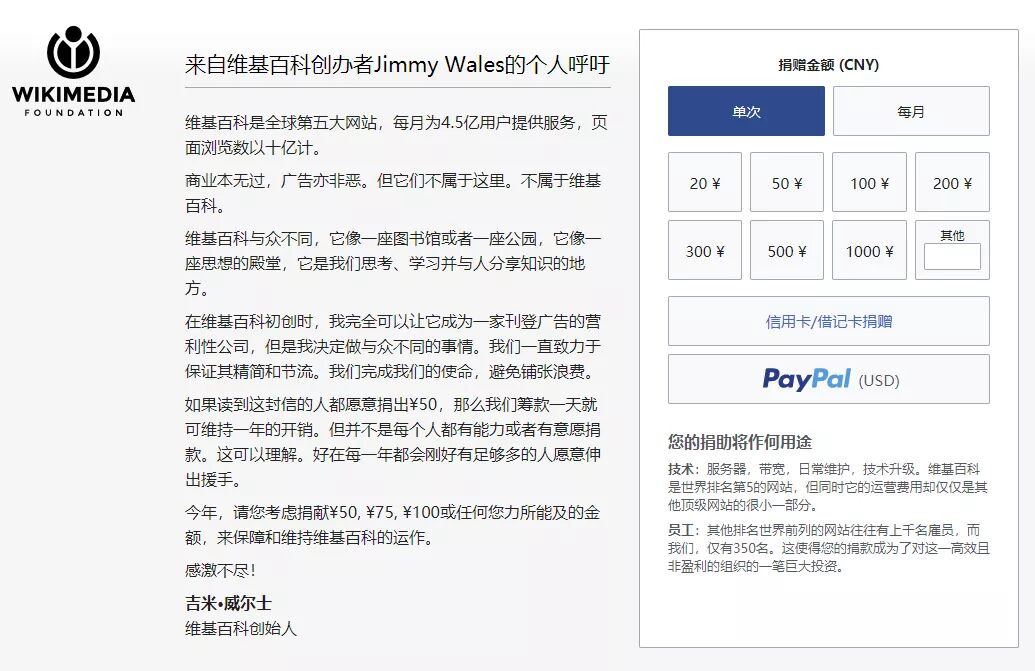 WIKIMEDIA
FOUNDATION
来自维基百科创办者Jimmy Wales的个人呼吁
维基百科是全球第五大网站，每月为4.5亿用户提供服务，页
面浏览数以十亿计。
商业本无过，广告亦非恶。但它们不属于这里。不属于维基
百科。
维基百科与众不同，它像一座图书馆或者一座公园，它像一
座思想的殿堂，它是我们思考、学习并与人分享知识的地
方。
在维基百科初创时，我完全可以让它成为一家刊登广告的营
利性公司，但是我决定做与众不同的事情。我们一直致力于
保证其精简和节流。我们完成我们的使命，避免铺张浪费。
如果读到这封信的人都愿意捐出¥50，那么我们筹款一天就
可维持一年的开销。但并不是每个人都有能力或者有意愿捐
款。这可以理解。好在每一年都会刚好有足够多的人愿意伸
出援手。
今年，请您考虑捐献¥50, ¥75, ¥100或任何您力所能及的金
额，来保障和维持维基百科的运作。
感激不尽！
吉米•威尔士
维基百科创始人
捐赠金额 (CNY)
单次 每月
20 ¥ 50 ¥ 100 ¥ 200 ¥
300 ¥ 500 ¥ 1000 ¥ 其他
信用卡/借记卡捐赠
PayPal (USD)
您的捐助将作何用途
技术：服务器，带宽，日常维护，技术升级。维基百科
是世界排名第5的网站，但同时它的运营费用却仅仅是其
他顶级网站的很小一部分。
员工：其他排名世界前列的网站往往有上千名雇员，而
我们，仅有350名。这使得您的捐款成为了对这一高效且
非盈利的组织的一笔巨大投资。